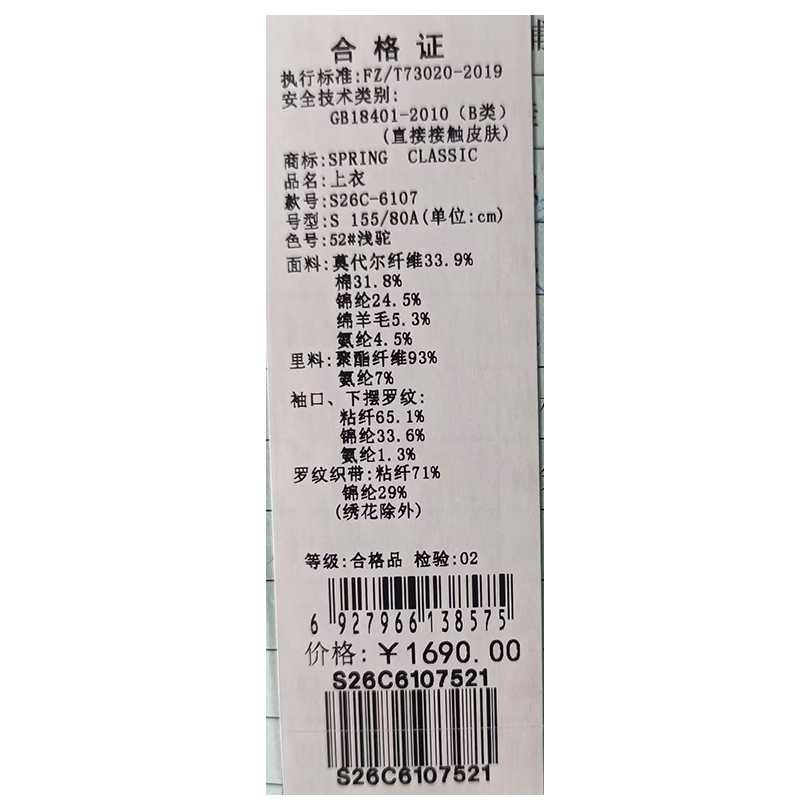 合格证
执行标准:FZ/T73020-2019
安全技术类别:
GB18401-2010（B类）
(直接接触皮肤)
商标:SPRING CLASSIC
品名:上衣
款号:S26C-6107
号型:S 155/80A(单位:cm)
色号:52#浅驼
面料:莫代尔纤维33.9%
棉31.8%
锦纶24.5%
绵羊毛5.3%
氨纶4.5%
里料:聚酯纤维93%
氨纶7%
袖口、下摆罗纹:
粘纤65.1%
锦纶33.6%
氨纶1.3%
罗纹织带:粘纤71%
锦纶29%
(绣花除外)
等级:合格品 检验:02
6 927966 138575
价格:￥1690.00
S26C6107521
S26C6107521